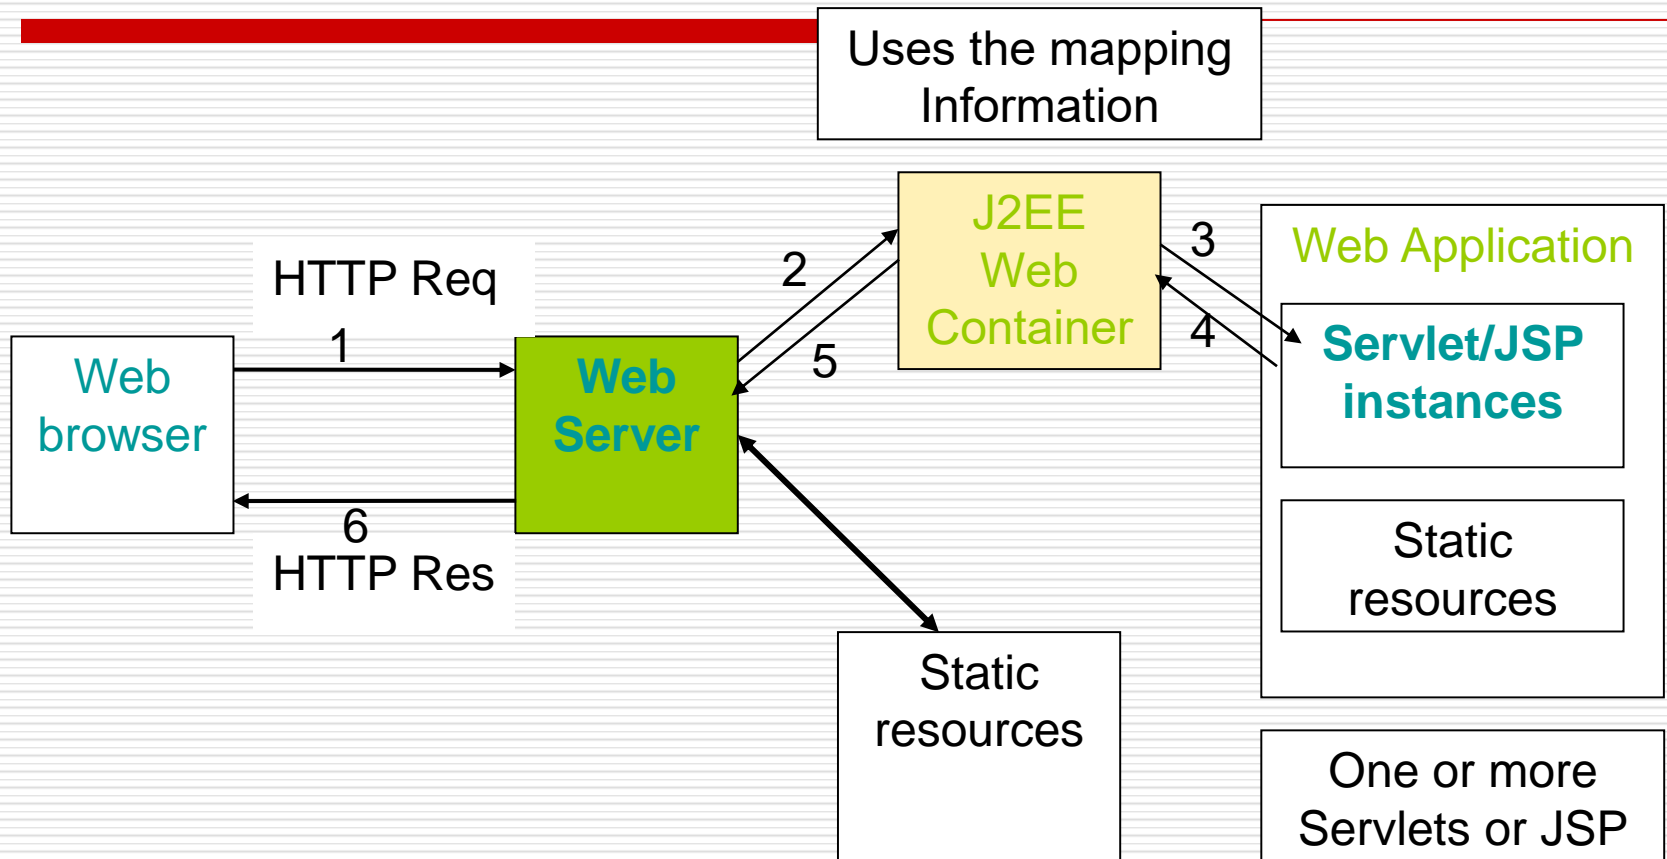 Uses the mapping
Information
J2EE
Web
Container
2
3
4
5
Web Application
Servlet/JSP
instances
Static
resources
HTTP Req
1
Web
browser
Web
Server
6
HTTP Res
Static
resources
One or more
Servlets or JSP